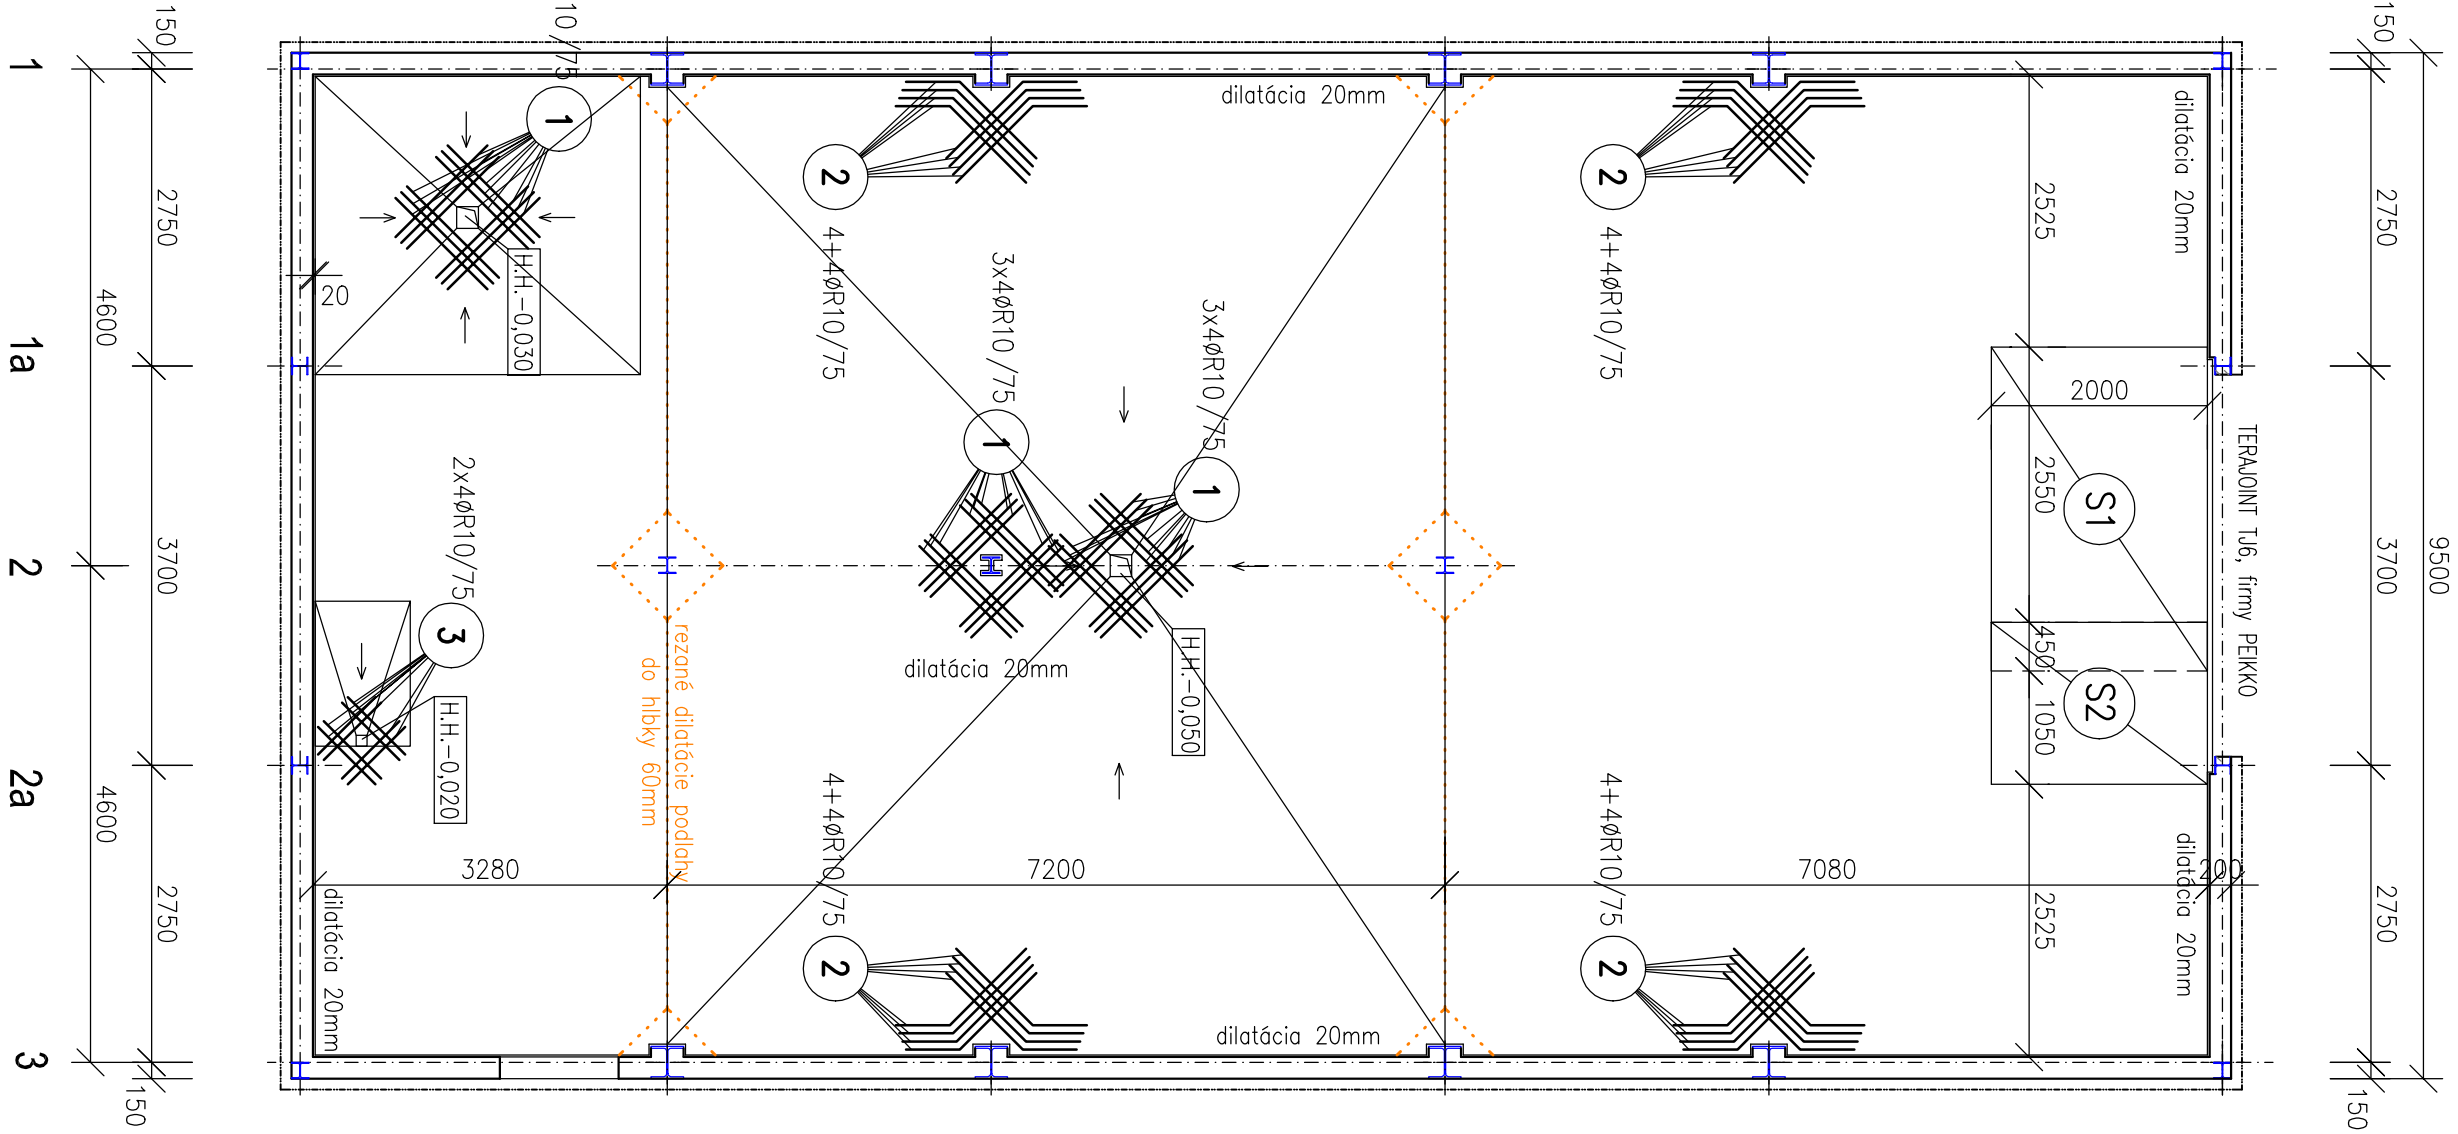 1
1a
2
2a
3
150
2750
3700
2750
150
4600
4600
10/75
1
H.H.-0,030
20
2x4øR10/75
3
H.H.-0,020
dilatácia 20mm
3280
7200
7080
200
rezané dilatácie podlahy
do hĺbky 60mm
2
4+4øR10/75
3x4øR10/75
1
3x4øR10/75
1
H.H.-0,050
dilatácia 20mm
dilatácia 20mm
dilatácia 20mm
4+4øR10/75
2
2
4+4øR10/75
4+4øR10/75
2
2525
2550
450
1050
2525
2000
S1
S2
dilatácia 20mm
dilatácia 20mm
TERAJOINT TJ6, firmy PEIKKO
150
2750
3700
2750
150
9500